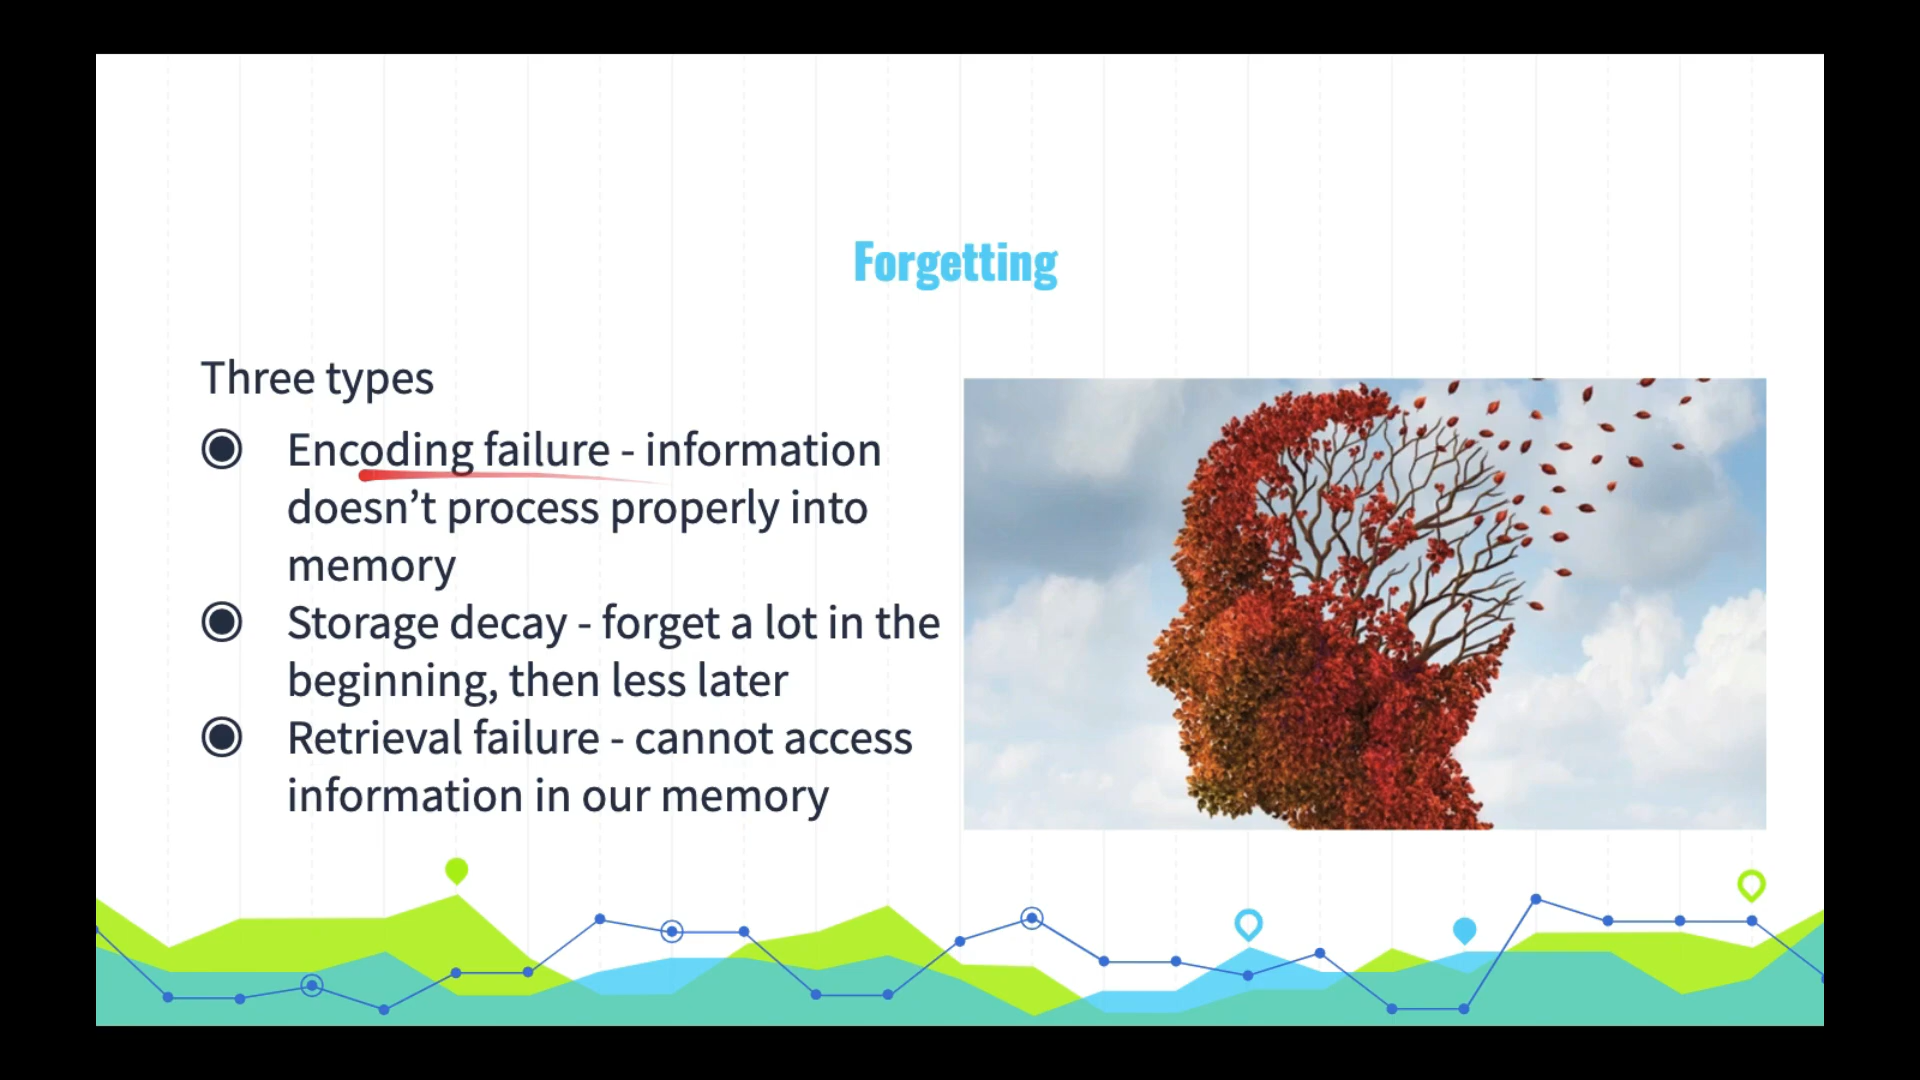 Forgetting
Three types
Encoding failure - information
doesn’t process properly into
memory
Storage decay - forget a lot in the
beginning, then less later
Retrieval failure - cannot access
information in our memory